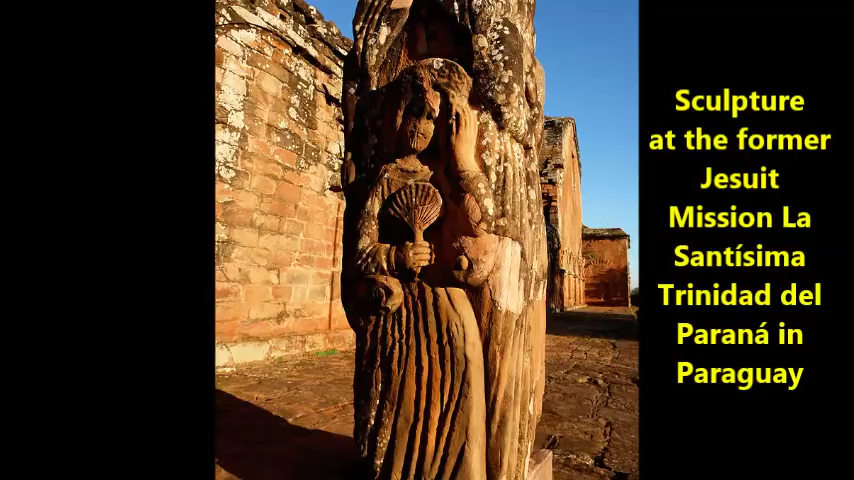 Sculpture
at the former
Jesuit
Mission La
Santísima
Trinidad del
Paraná in
Paraguay